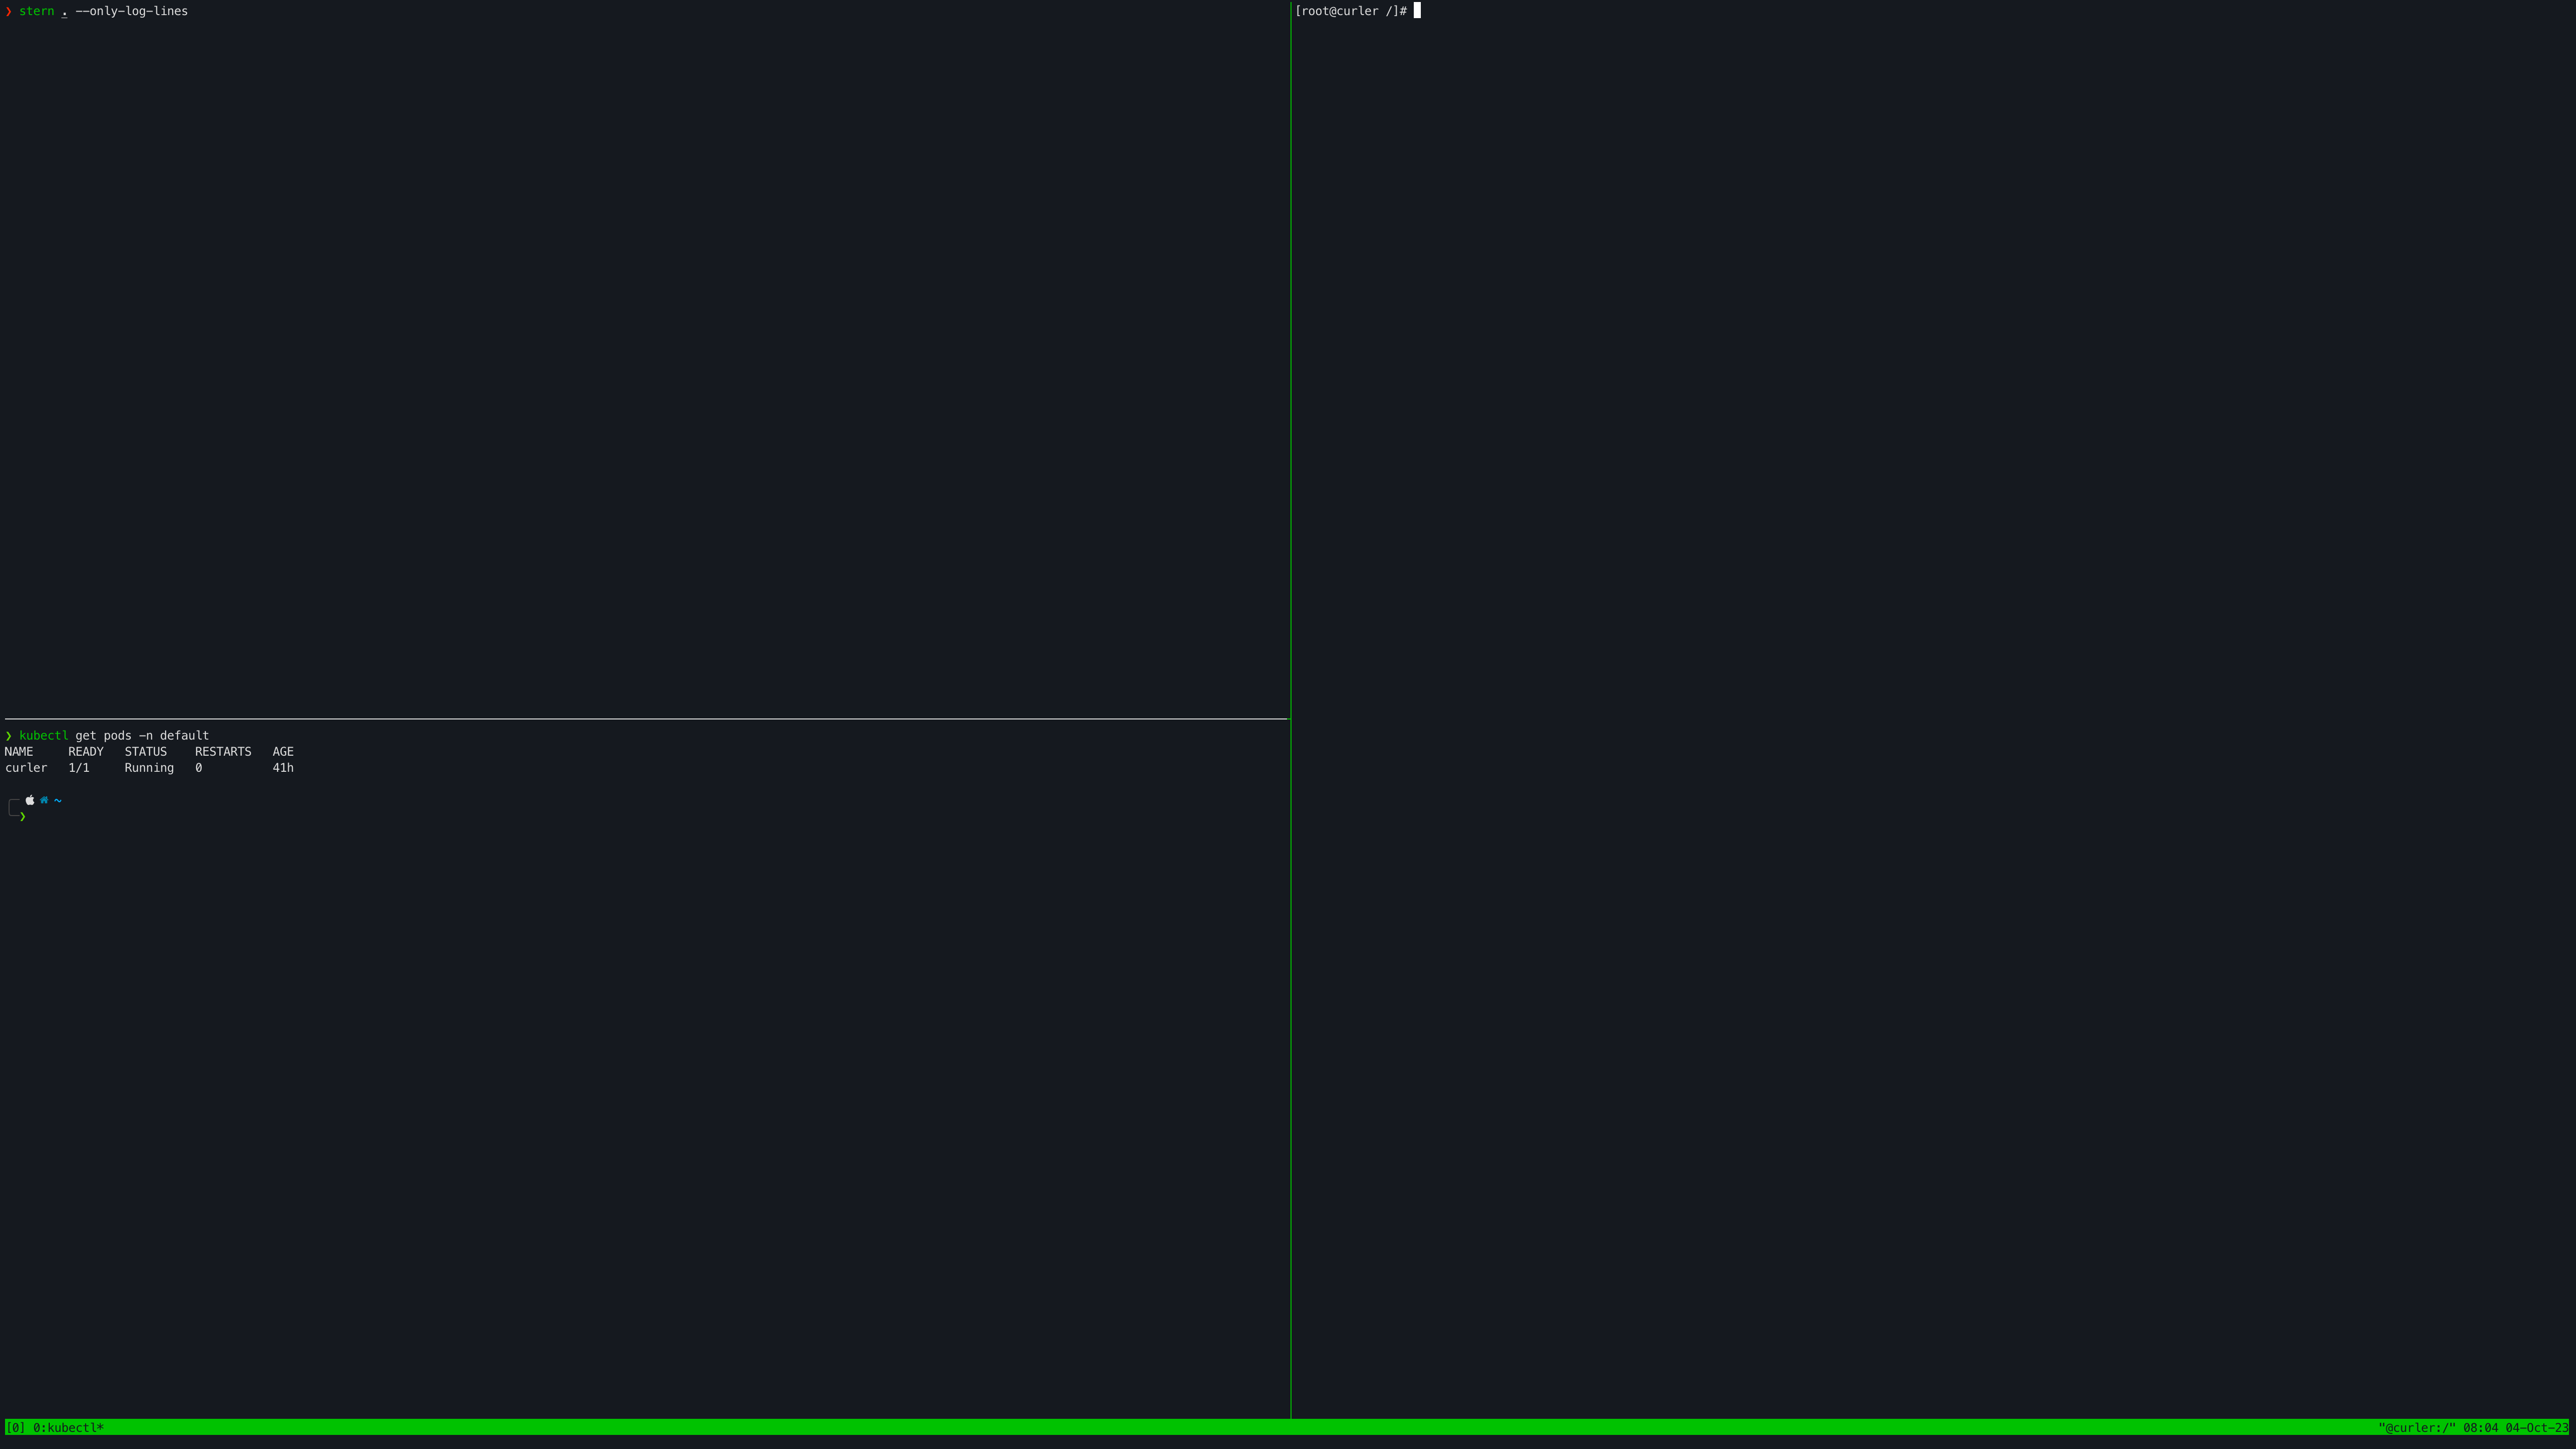 ❯ stern . --only-log-lines
[root@curler /]#
❯ kubectl get pods -n default
NAME     READY   STATUS    RESTARTS   AGE
curler   1/1     Running   0          41h
~
❯
[0] 0:kubectl* "@curler:/" 08:04 04-Oct-23